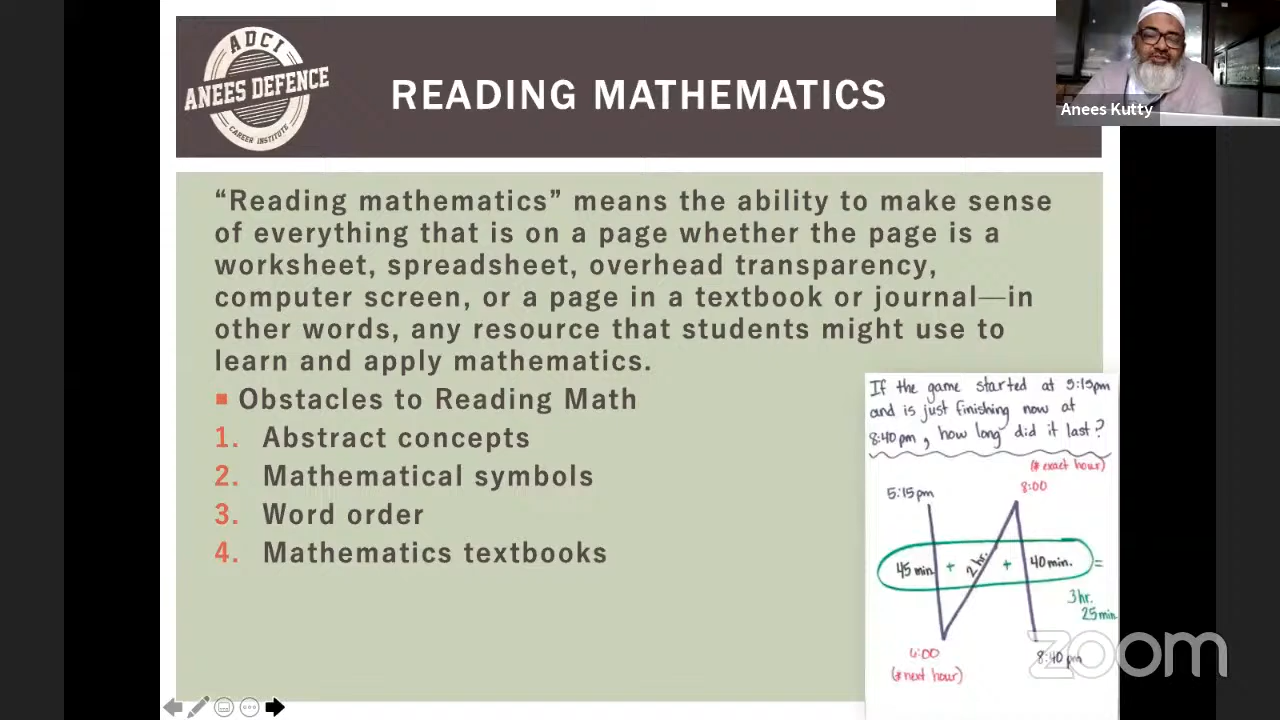 ADCI
ANEES DEFENCE
CAREER INSTITUTE
READING MATHEMATICS
Anees Kutty
“Reading mathematics” means the ability to make sense
of everything that is on a page whether the page is a
worksheet, spreadsheet, overhead transparency,
computer screen, or a page in a textbook or journal—in
other words, any resource that students might use to
learn and apply mathematics.
Obstacles to Reading Math
1. Abstract concepts
2. Mathematical symbols
3. Word order
4. Mathematics textbooks
If the game started at 5:15pm
and is just finishing now at
8:40pm, how long did it last?
(* exact hour)
5:15pm
8:00
45 min + 2 hr. + 40min. =
3 hr.
25 min
6:00
8:40 pm
(* next hour)
zoom